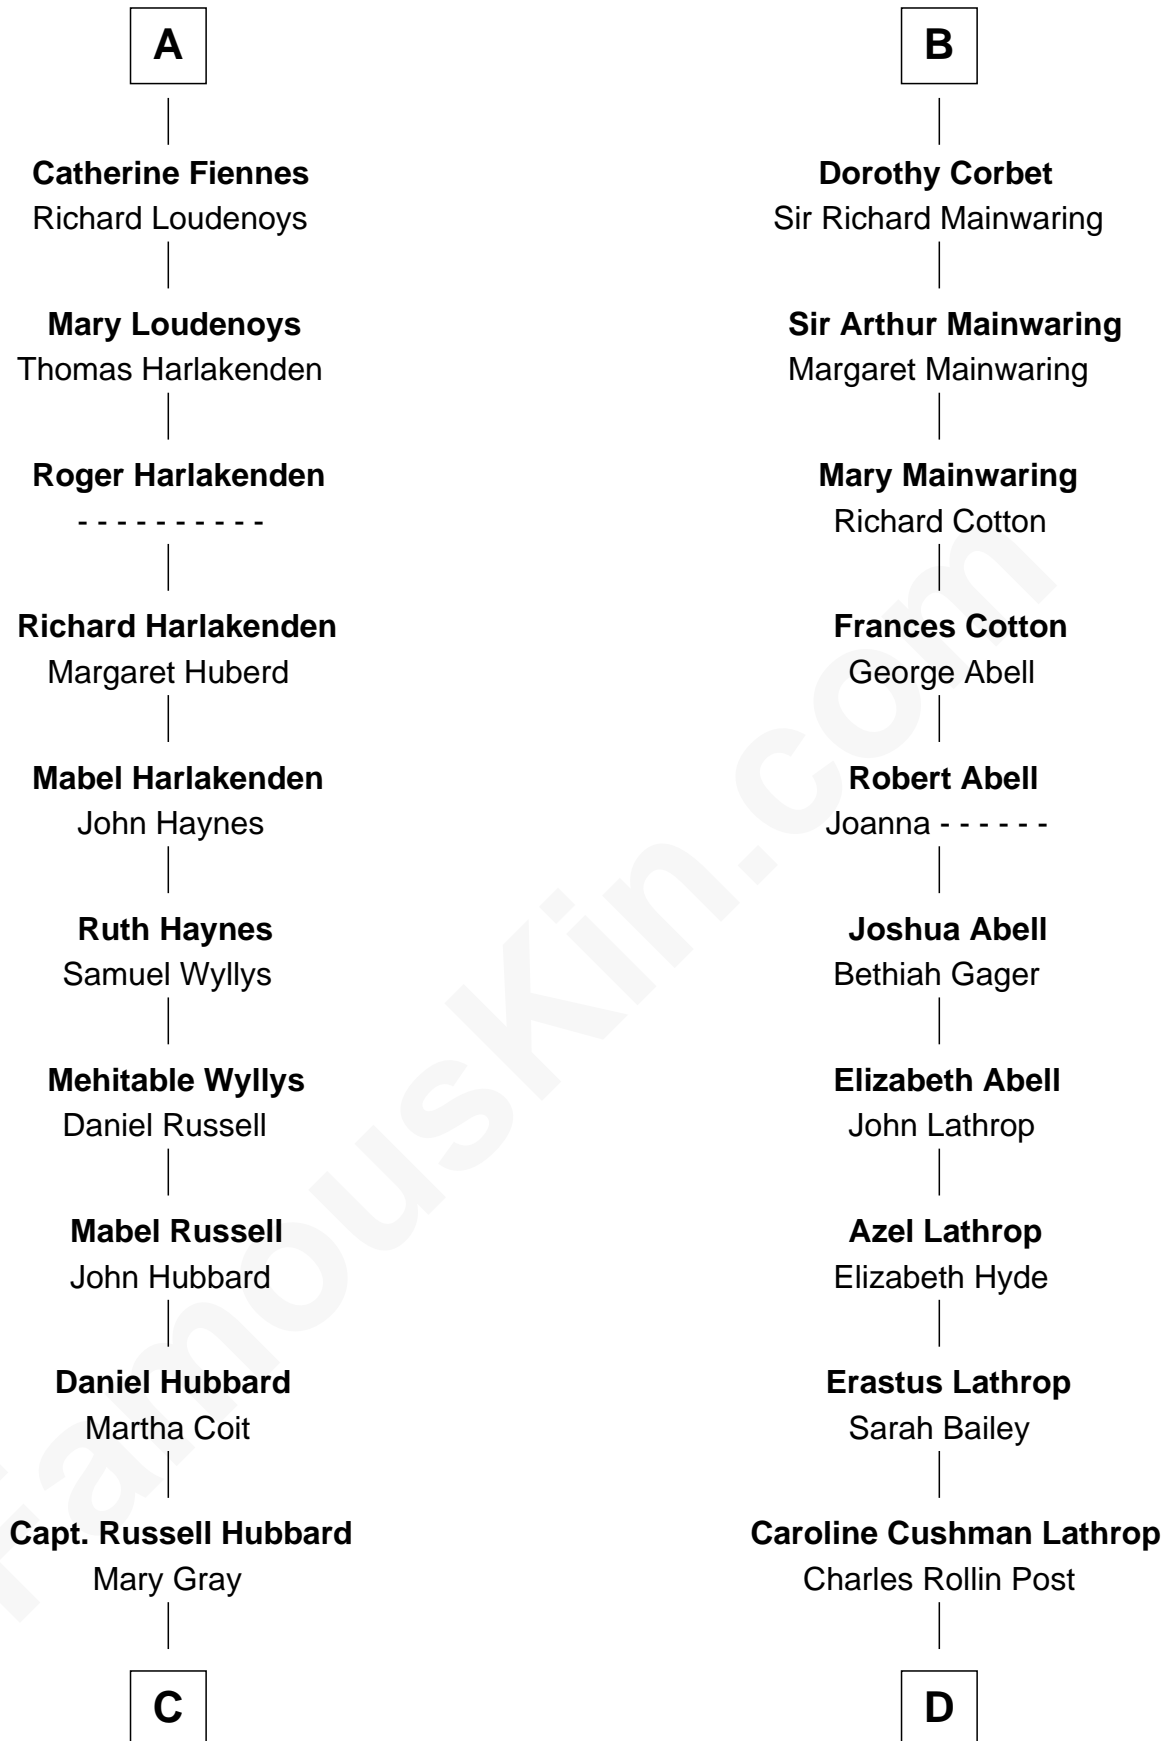 A
Catherine Fiennes
Richard Loudenoys
Mary Loudenoys
Thomas Harlakenden
Roger Harlakenden
- - - - - - - - - -
Richard Harlakenden
Margaret Huberd
Mabel Harlakenden
John Haynes
Ruth Haynes
Samuel Wyllys
Mehitable Wyllys
Daniel Russell
Mabel Russell
John Hubbard
Daniel Hubbard
Martha Coit
Capt. Russell Hubbard
Mary Gray
C
B
Dorothy Corbet
Sir Richard Mainwaring
Sir Arthur Mainwaring
Margaret Mainwaring
Mary Mainwaring
Richard Cotton
Frances Cotton
George Abell
Robert Abell
Joanna - - - - - -
Joshua Abell
Bethiah Gager
Elizabeth Abell
John Lathrop
Azel Lathrop
Elizabeth Hyde
Erastus Lathrop
Sarah Bailey
Caroline Cushman Lathrop
Charles Rollin Post
D
FamousKin.com